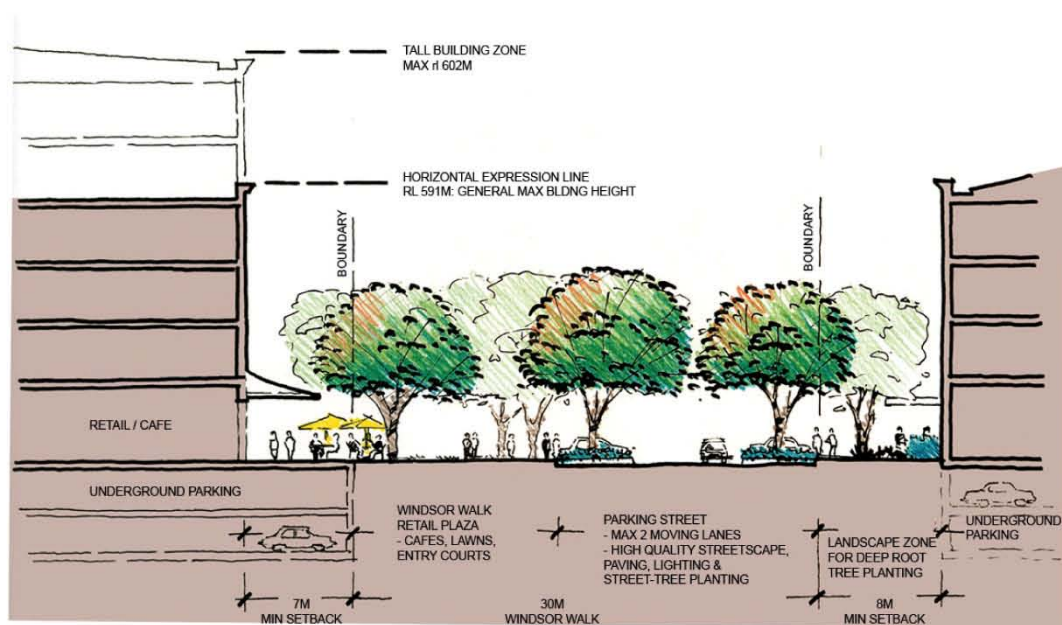 TALL BUILDING ZONE
MAX rl 602M
HORIZONTAL EXPRESSION LINE
RL 591M: GENERAL MAX BLDNG HEIGHT
BOUNDARY
BOUNDARY
RETAIL / CAFE
UNDERGROUND PARKING
WINDSOR WALK
RETAIL PLAZA
- CAFES, LAWNS,
ENTRY COURTS
PARKING STREET
- MAX 2 MOVING LANES
- HIGH QUALITY STREETSCAPE,
PAVING, LIGHTING &
STREET-TREE PLANTING
LANDSCAPE ZONE
FOR DEEP ROOT
TREE PLANTING
UNDERGROUND
PARKING
7M
MIN SETBACK
30M
WINDSOR WALK
8M
MIN SETBACK